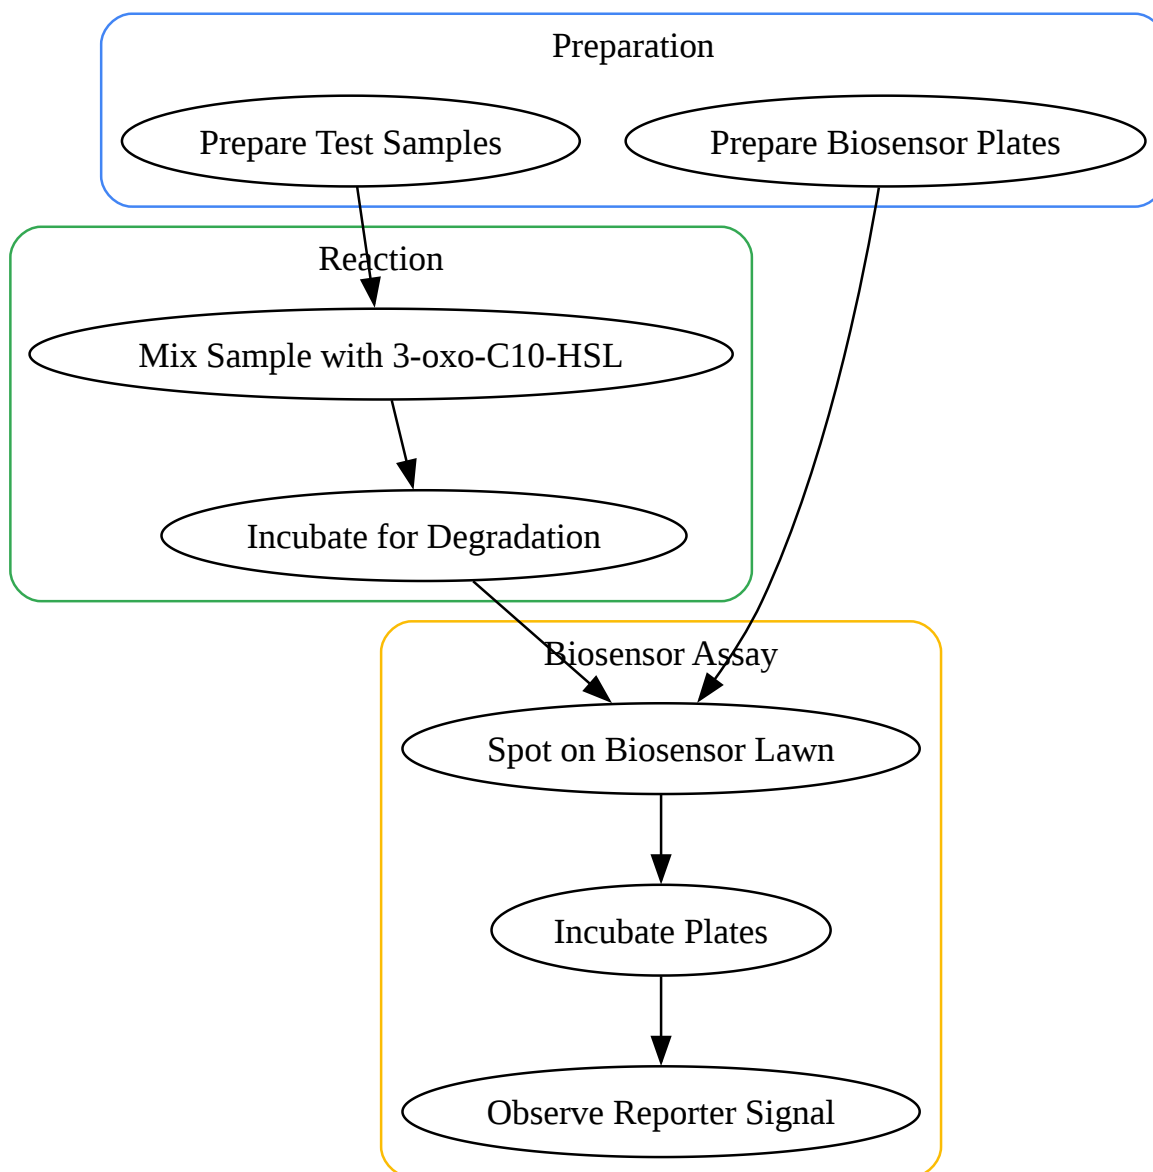 Preparation
Prepare Test Samples
Prepare Biosensor Plates
Reaction
Mix Sample with 3-oxo-C10-HSL
Incubate for Degradation
Biosensor Assay
Spot on Biosensor Lawn
Incubate Plates
Observe Reporter Signal